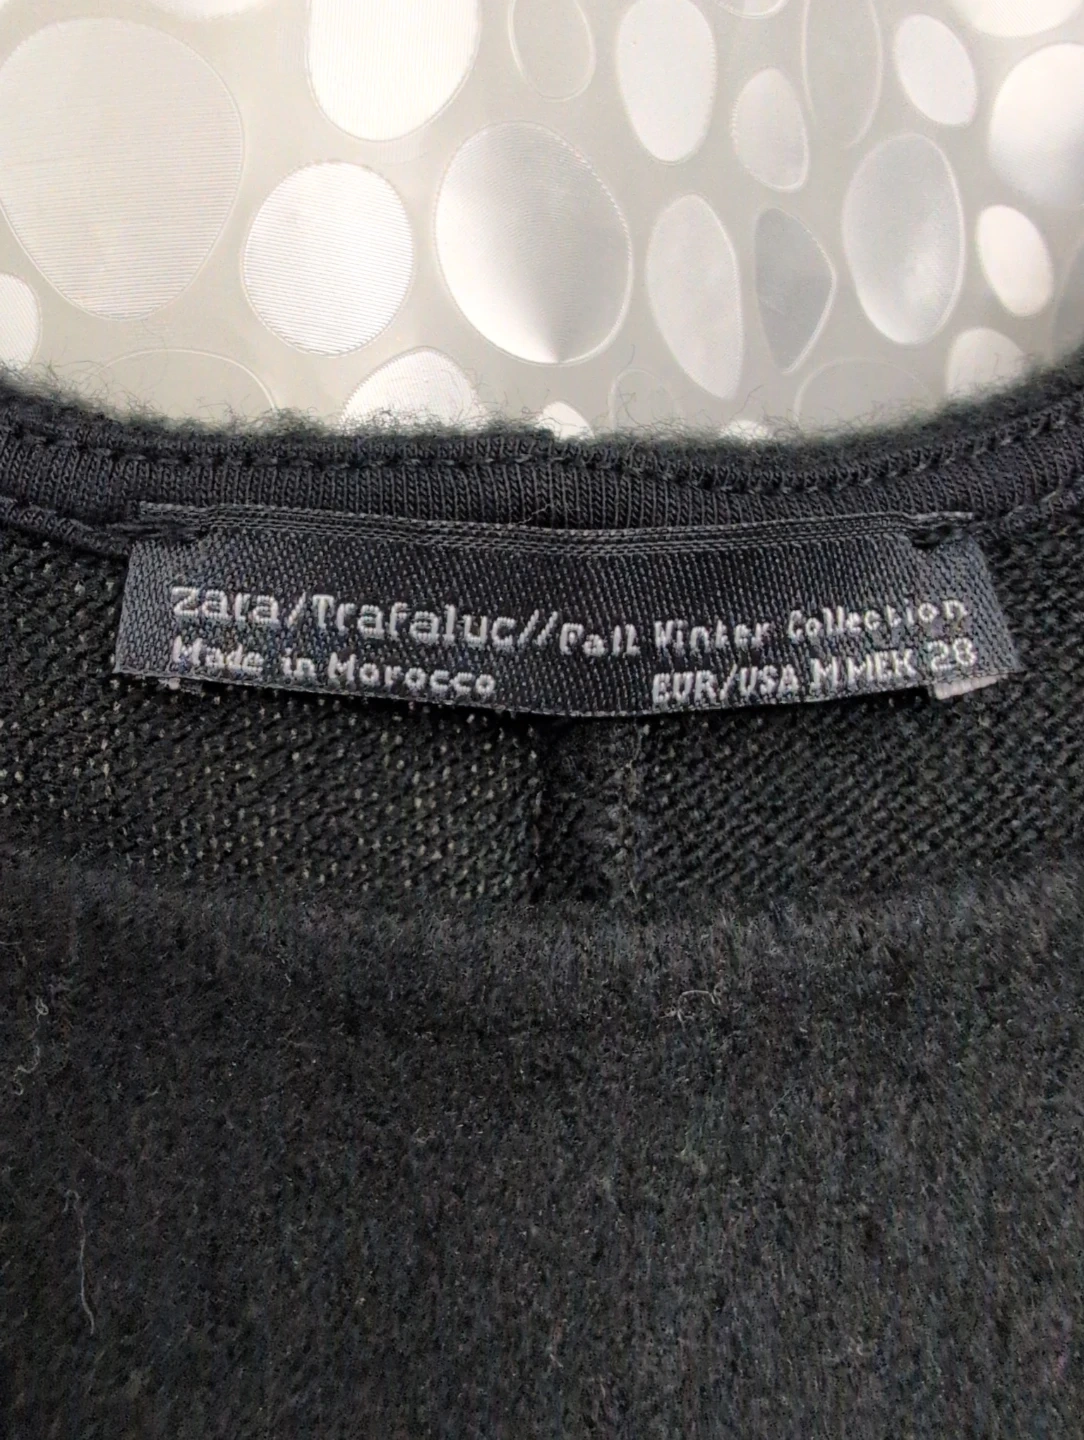 Zara/Trafaluc//Fall Winter Collection
Made in Morocco EUR/USA M MEX 28